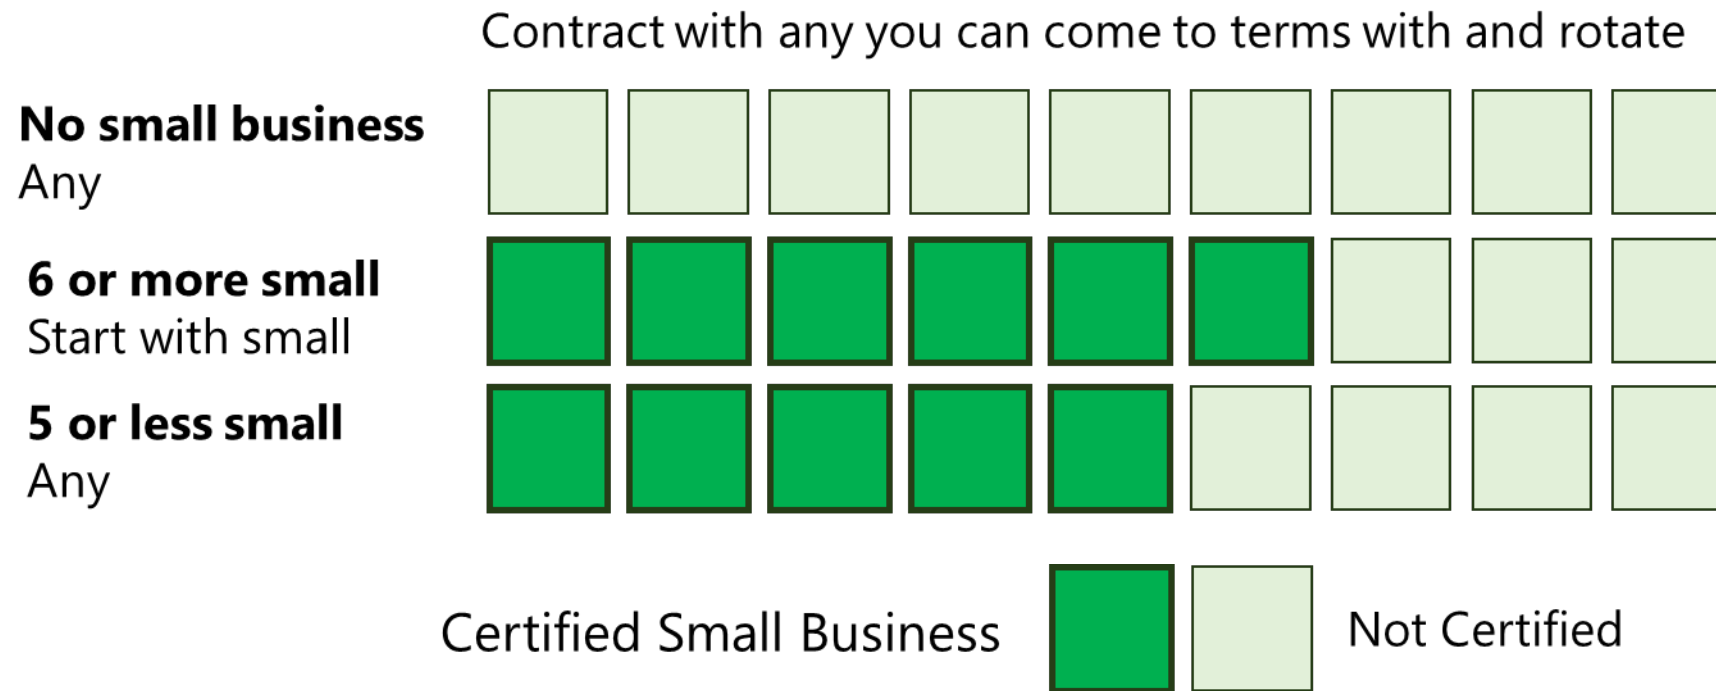 Contract with any you can come to terms with and rotate
No small business
Any
6 or more small
Start with small
5 or less small
Any
Certified Small Business
Not Certified